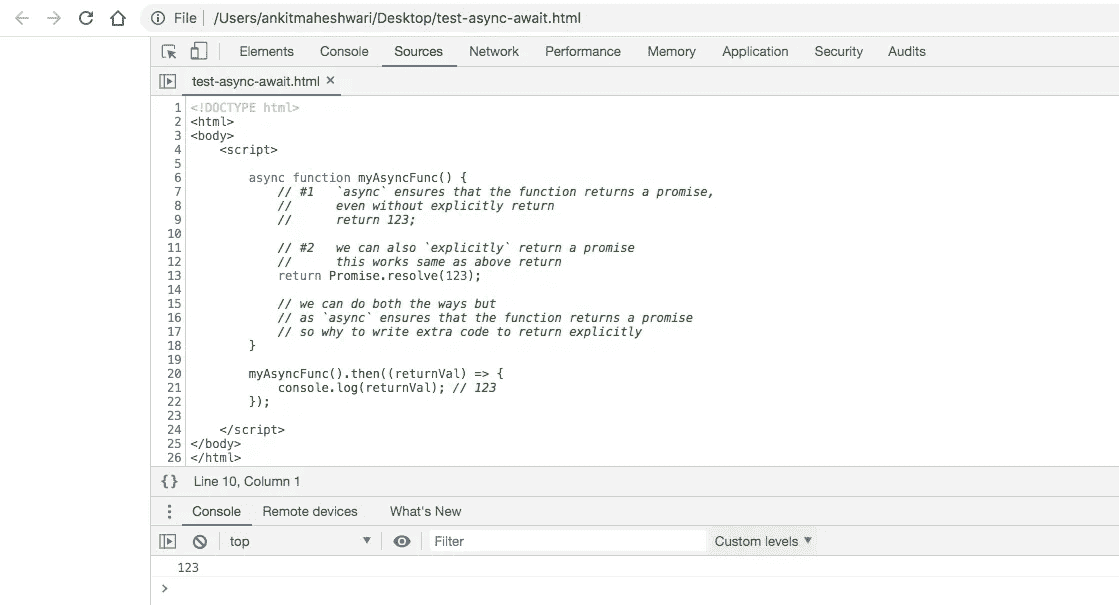 File /Users/ankitmaheshwari/Desktop/test-async-await.html
Elements Console Sources Network Performance Memory Application Security Audits
test-async-await.html ×
1 <!DOCTYPE html>
2 <html>
3 <body>
4     <script>
5
6         async function myAsyncFunc() {
7             // #1   `async` ensures that the function returns a promise,
8             //      even without explicitly return
9             //      return 123;
10
11             // #2   we can also `explicitly` return a promise
12             //      this works same as above return
13             return Promise.resolve(123);
14
15             // we can do both the ways but
16             // as `async` ensures that the function returns a promise
17             // so why to write extra code to return explicitly
18         }
19
20         myAsyncFunc().then((returnVal) => {
21             console.log(returnVal); // 123
22         });
23
24     </script>
25 </body>
26 </html>
{} Line 10, Column 1
Console Remote devices What's New
top Filter Custom levels
123
>